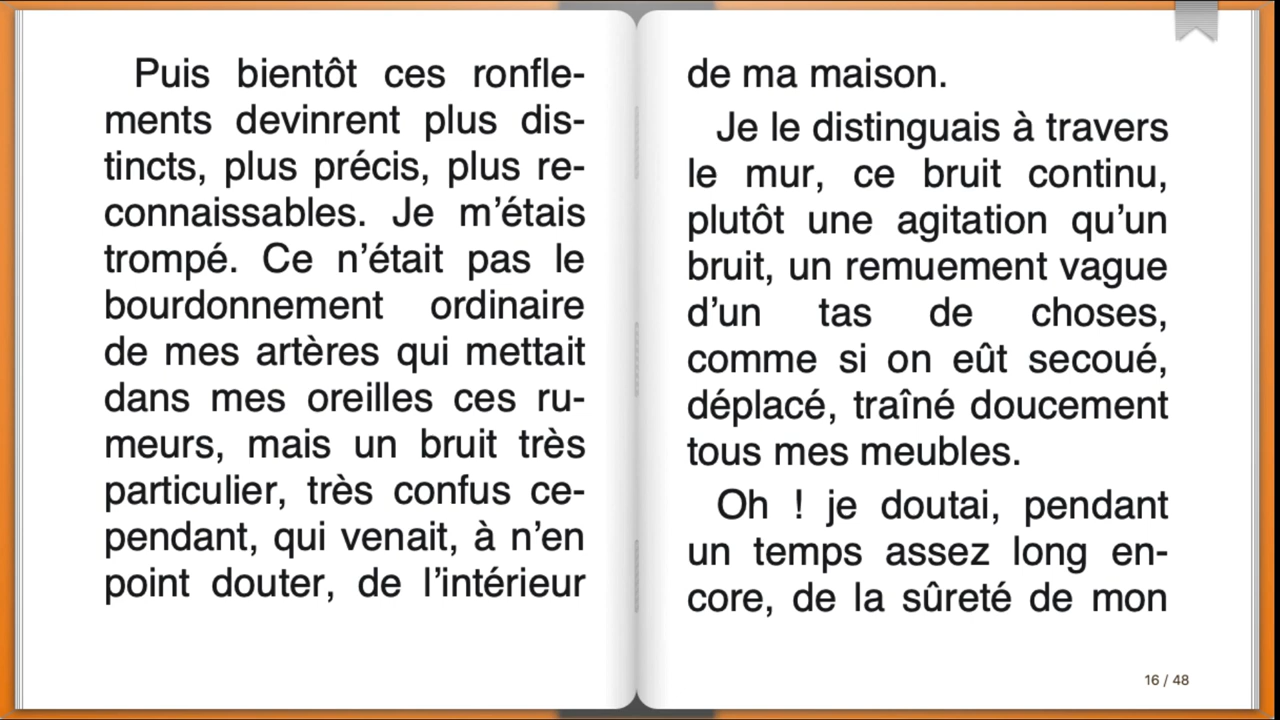 Puis bientôt ces ronfle-
ments devinrent plus dis-
tincts, plus précis, plus re-
connaissables. Je m’étais
trompé. Ce n’était pas le
bourdonnement ordinaire
de mes artères qui mettait
dans mes oreilles ces ru-
meurs, mais un bruit très
particulier, très confus ce-
pendant, qui venait, à n’en
point douter, de l’intérieur
de ma maison.
Je le distinguais à travers
le mur, ce bruit continu,
plutôt une agitation qu’un
bruit, un remuement vague
d’un tas de choses,
comme si on eût secoué,
déplacé, traîné doucement
tous mes meubles.
Oh ! je doutai, pendant
un temps assez long en-
core, de la sûreté de mon
16 / 48